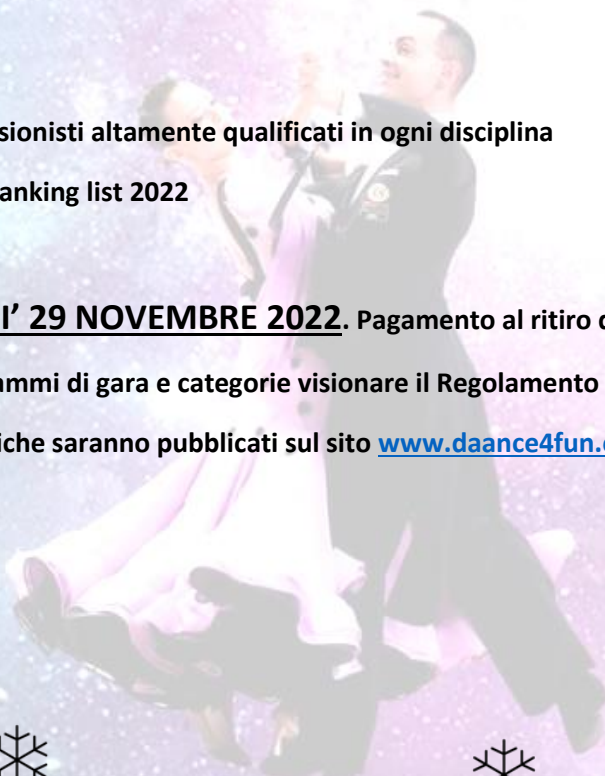 sionisti altamente qualificati in ogni disciplina
anking list 2022
I’ 29 NOVEMBRE 2022. Pagamento al ritiro
ammi di gara e categorie visionare il Regolamento
iche saranno pubblicati sul sito www.daance4fun.